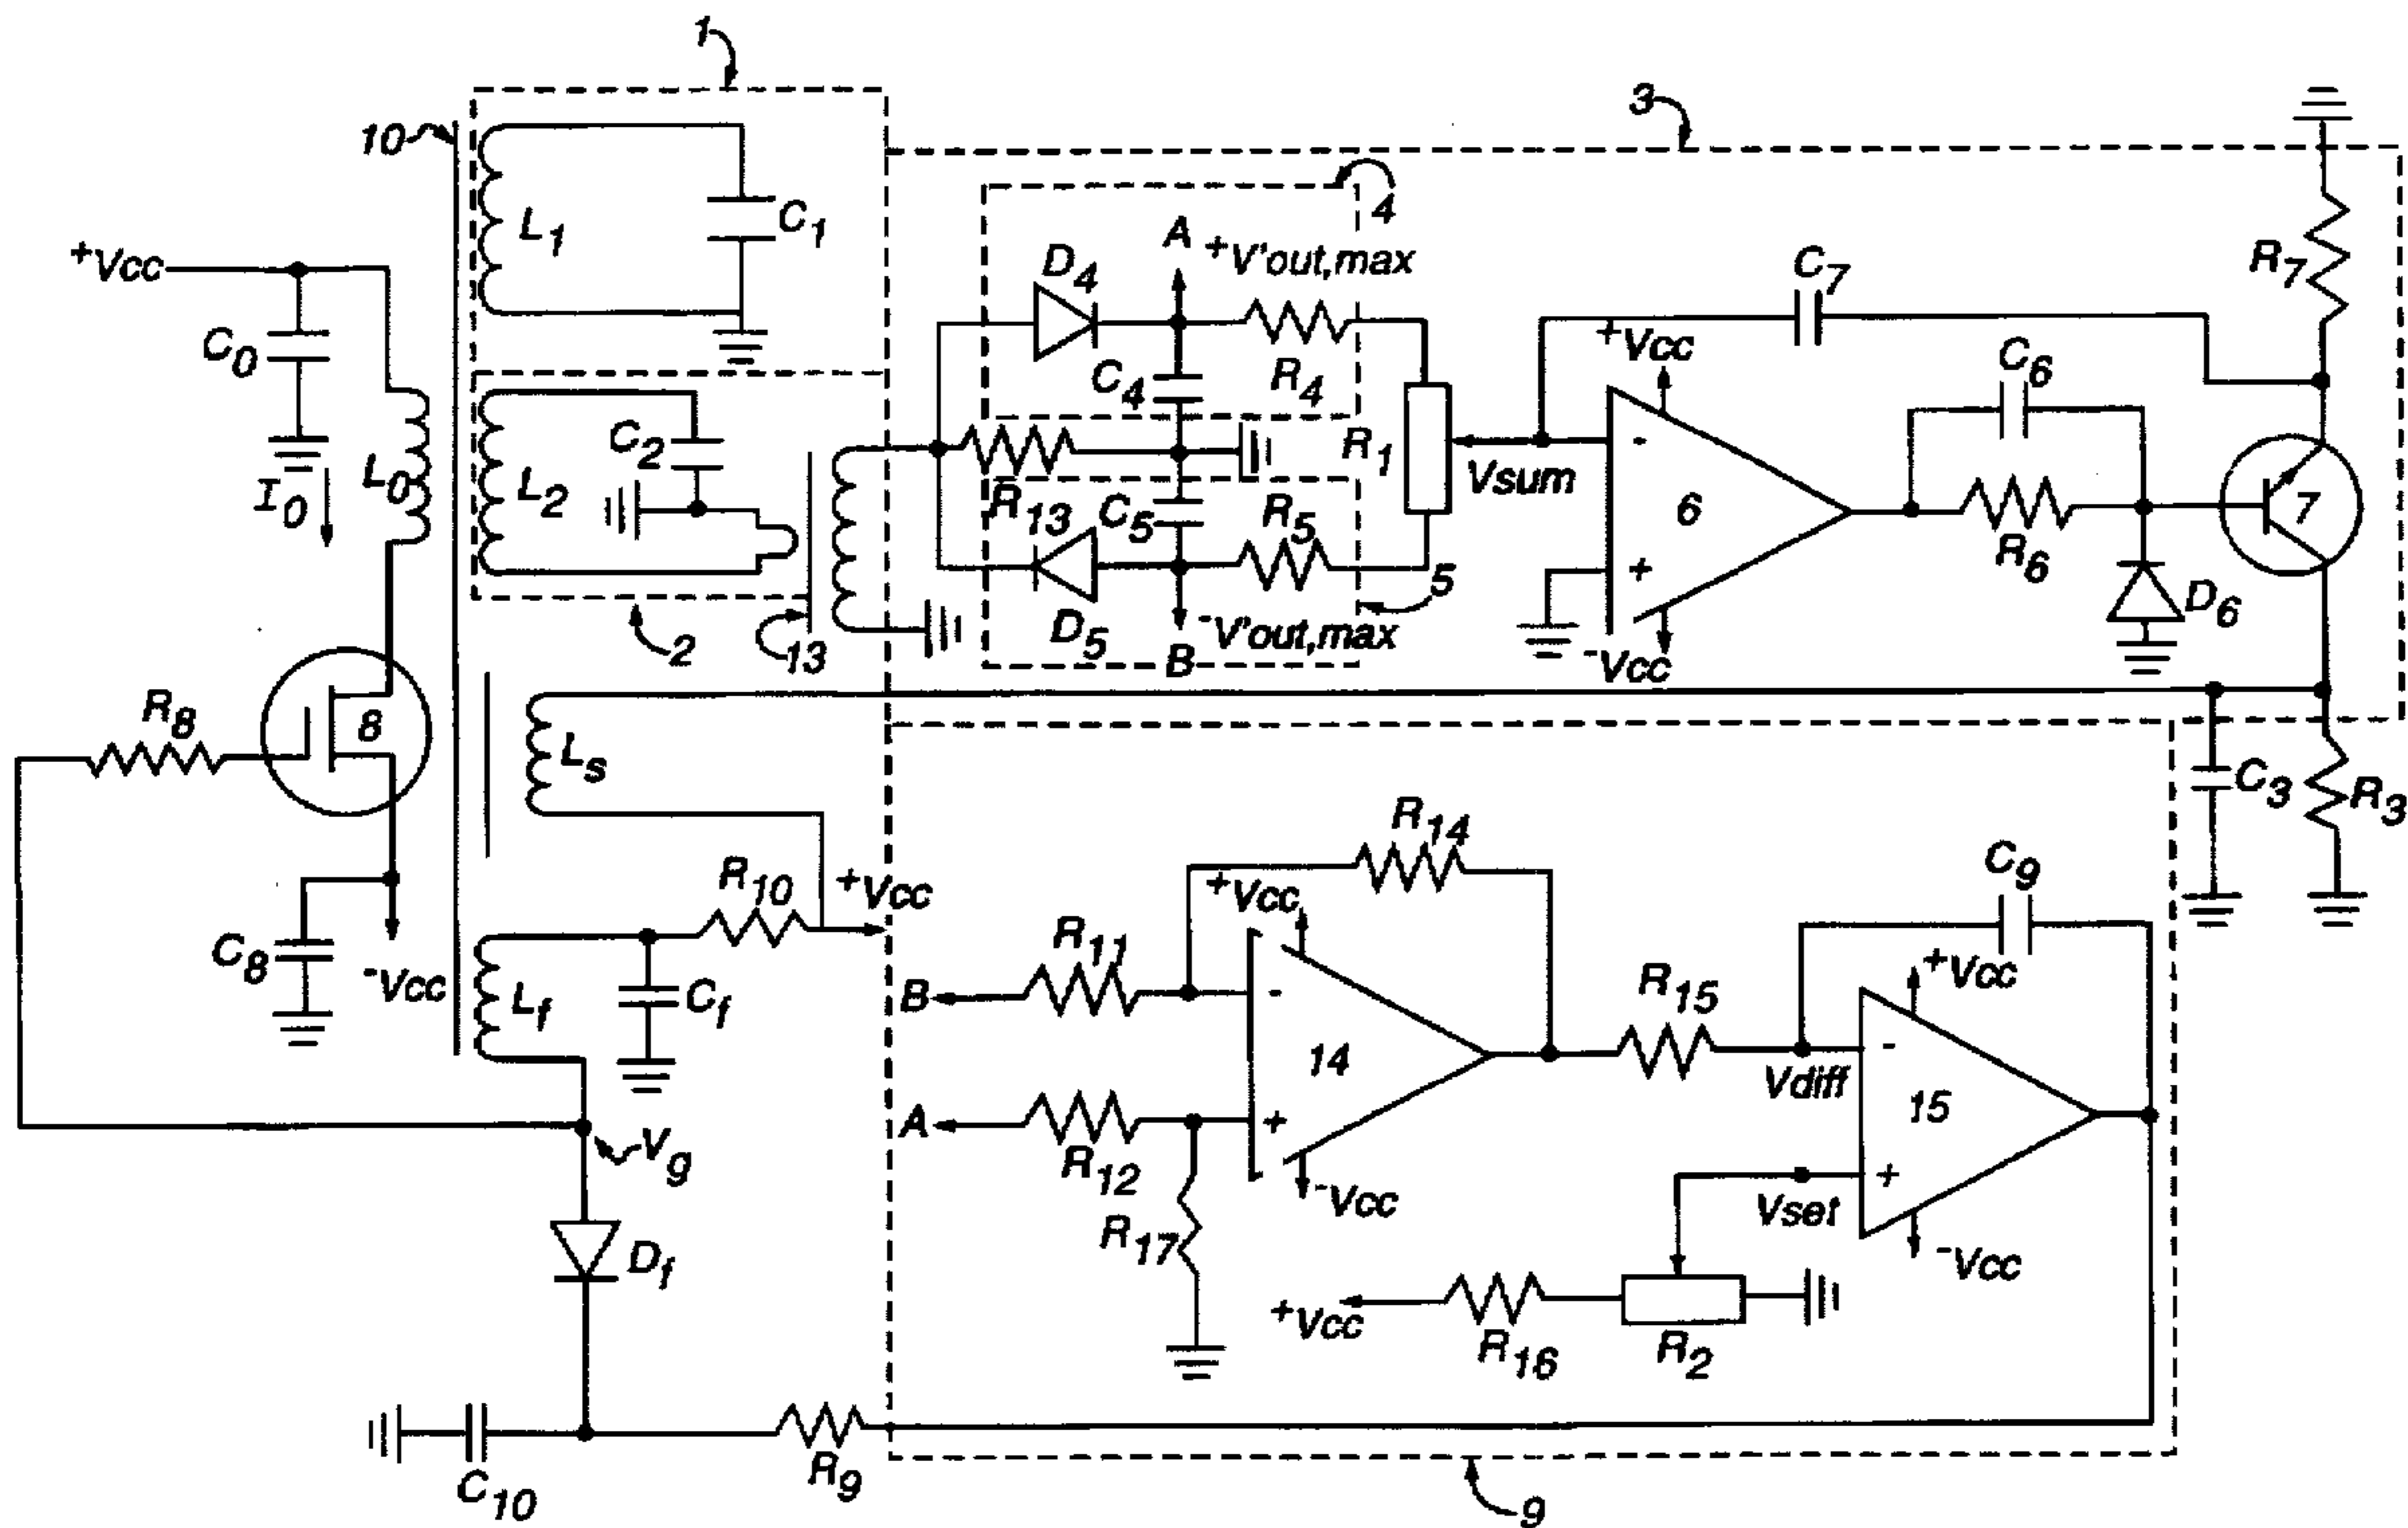 1
10
3
L1
C1
4
A
+V'out,max
D4
R7
+Vcc
C7
+Vcc
C0
C4
R4
C6
L0
I0
L2
C2
R13
C5
R5
R1
Vsum
-
6
+
7
R6
D6
5
D5
-V'out,max
B
-Vcc
2
13
R8
8
Ls
C3
R3
R14
R10
+Vcc
+Vcc
C9
C8
-Vcc
Lf
Cf
B
R11
-
14
R15
+Vcc
-
Vdiff
15
A
R12
+
Vg
-Vcc
R17
Vset
+
-Vcc
Df
+Vcc
R16
R2
C10
R9
9